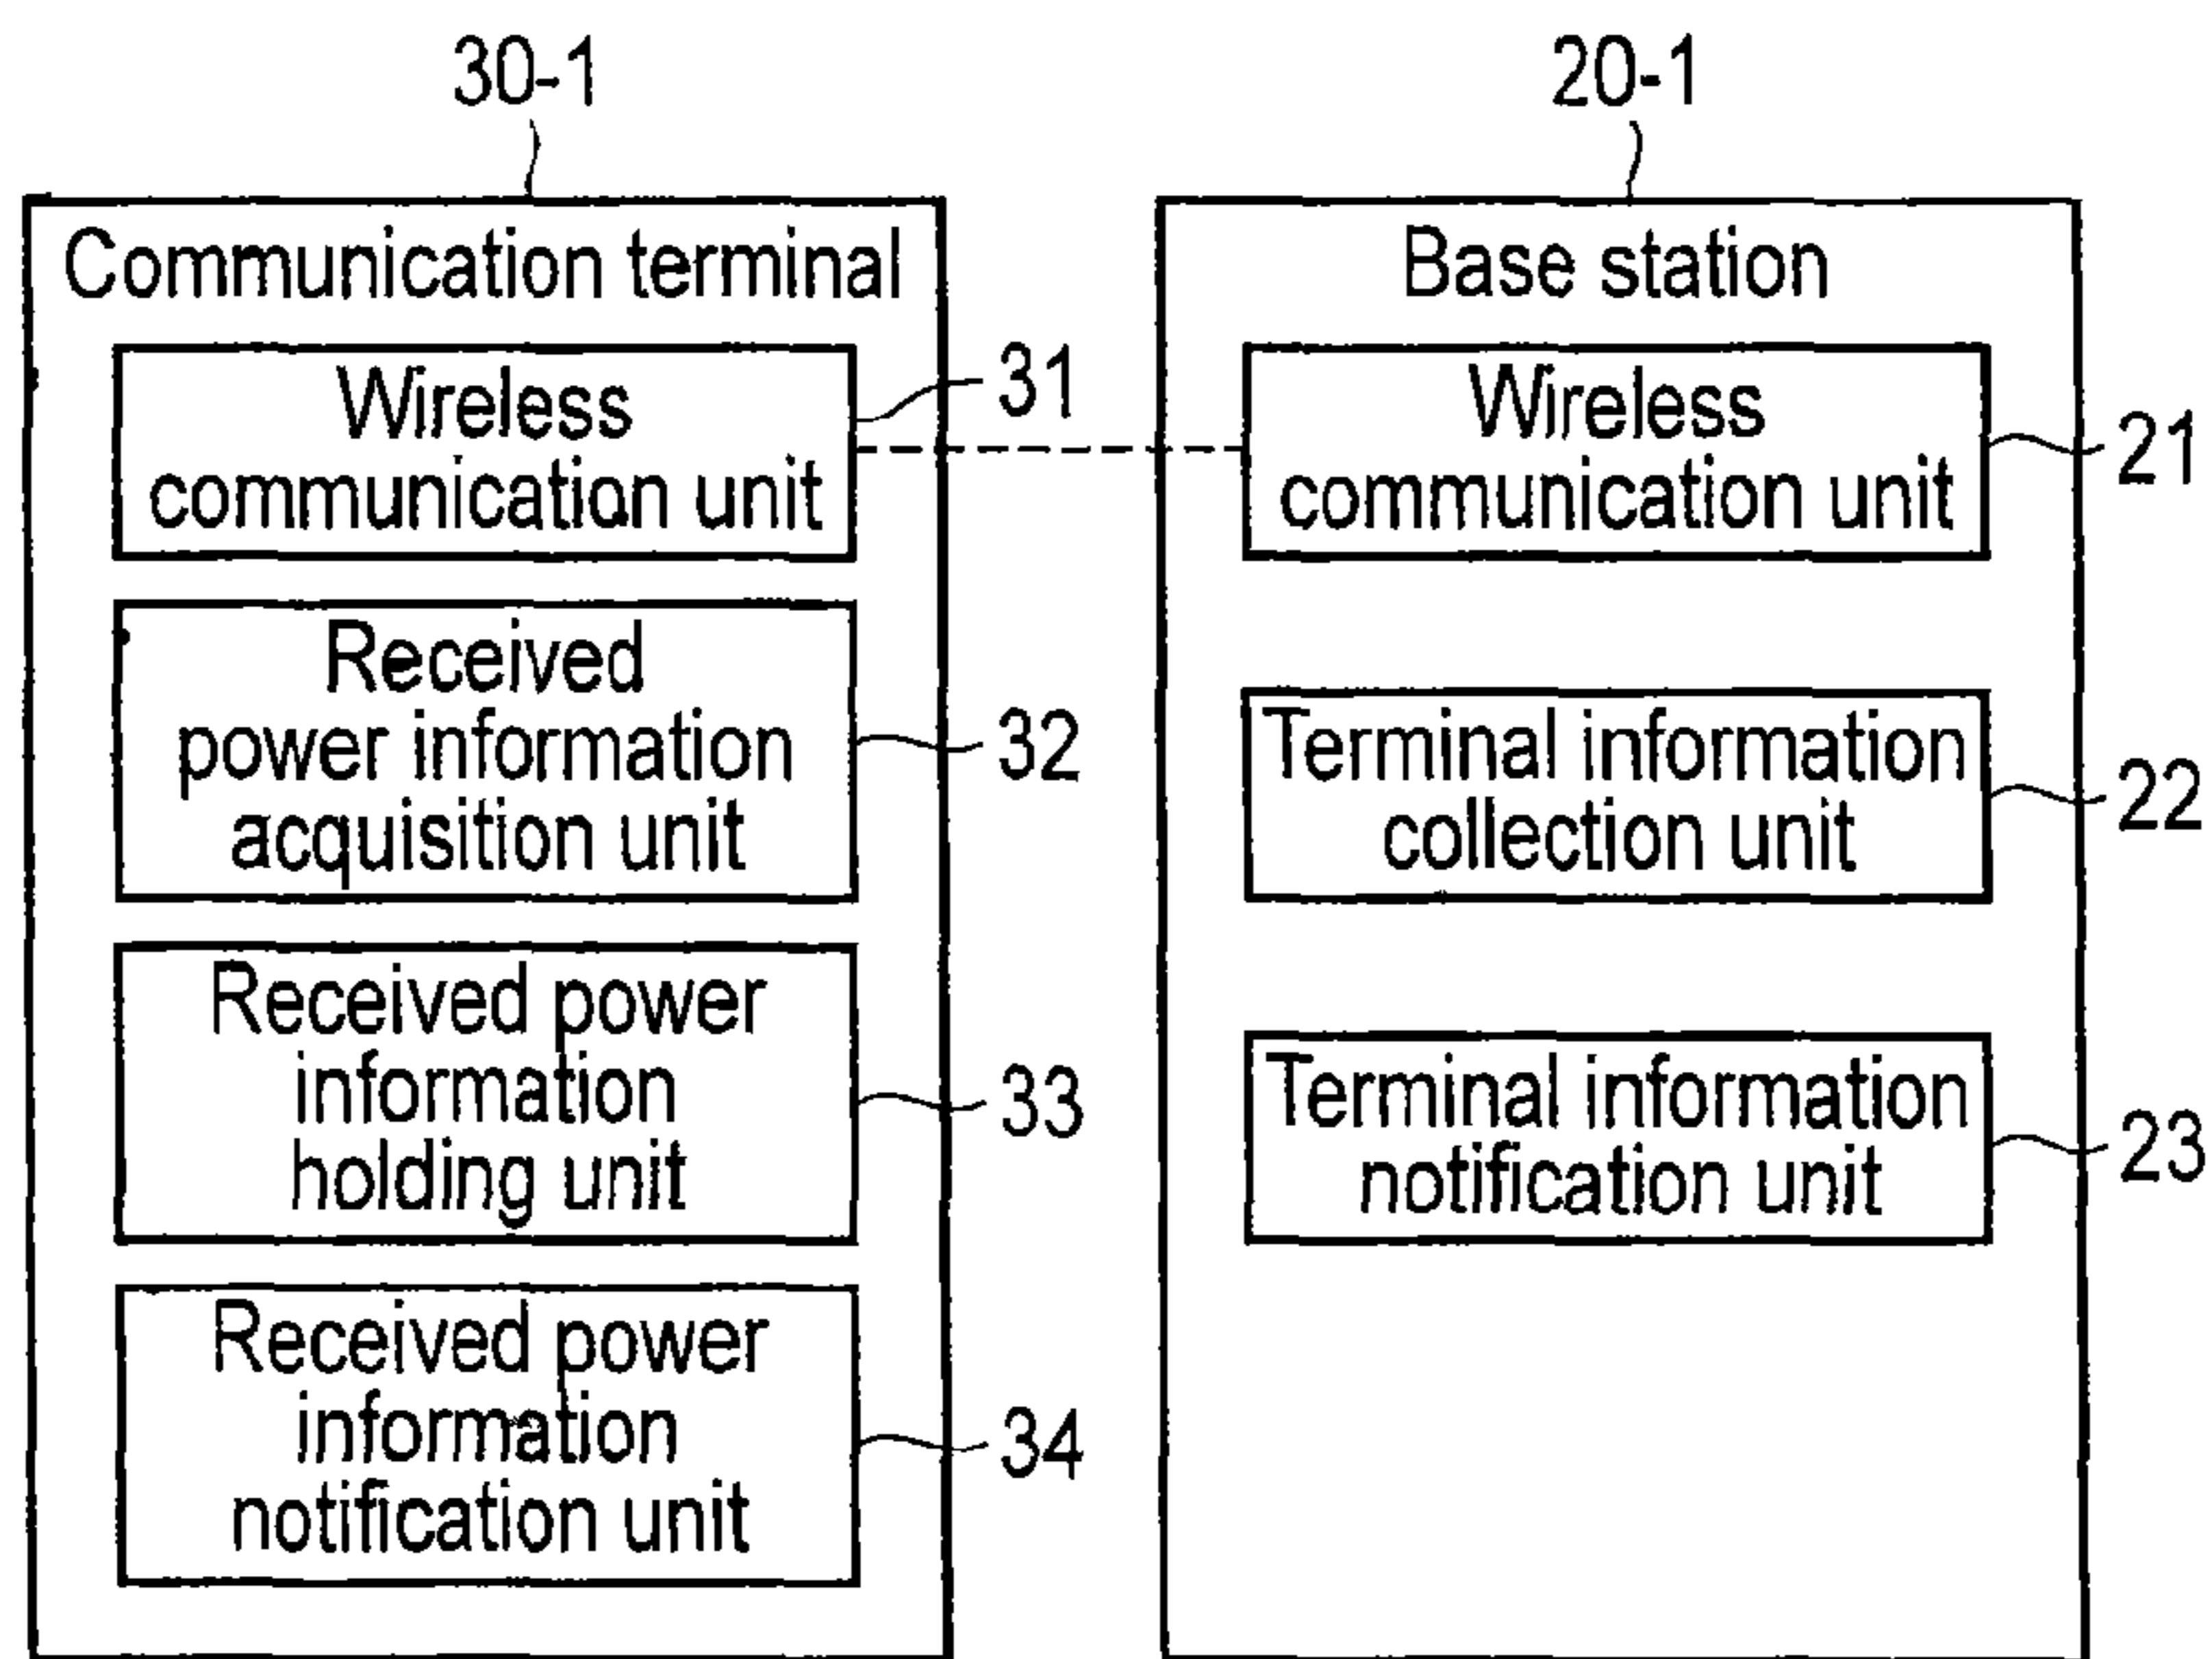 30-1
Communication terminal
Wireless
communication unit
31
Received
power information
acquisition unit
32
Received power
information
holding unit
33
Received power
information
notification unit
34
20-1
Base station
Wireless
communication unit
21
Terminal information
collection unit
22
Terminal information
notification unit
23